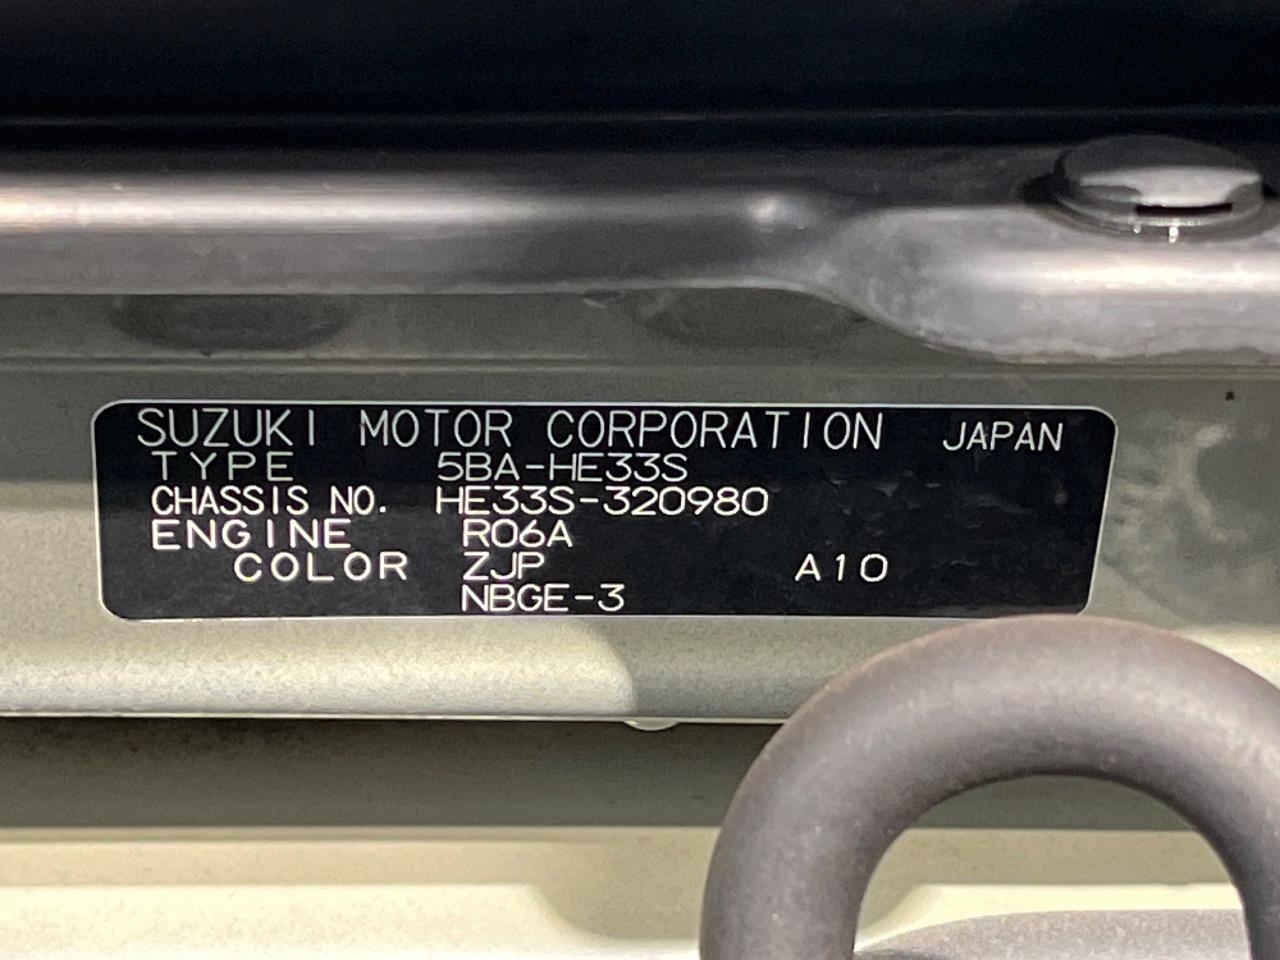 SUZUKI MOTOR CORPORATION JAPAN
TYPE 5BA-HE33S
CHASSIS NO. HE33S-320980
ENGINE R06A
COLOR ZJP A10
NBGE-3